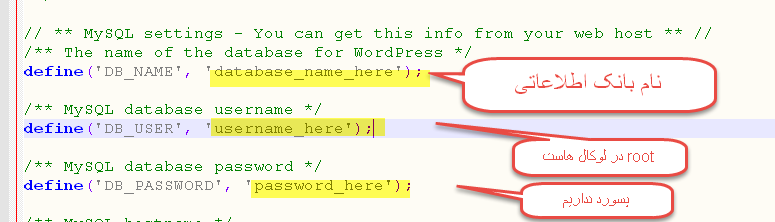 // ** MySQL settings - You can get this info from your web host ** //
/** The name of the database for WordPress */
define('DB_NAME', 'database_name_here');
نام بانک اطلاعاتی
/** MySQL database username */
define('DB_USER', 'username_here');
root در لوکال هاست
/** MySQL database password */
define('DB_PASSWORD', 'password_here');
پسورد نداریم
/** MySQL hostname */